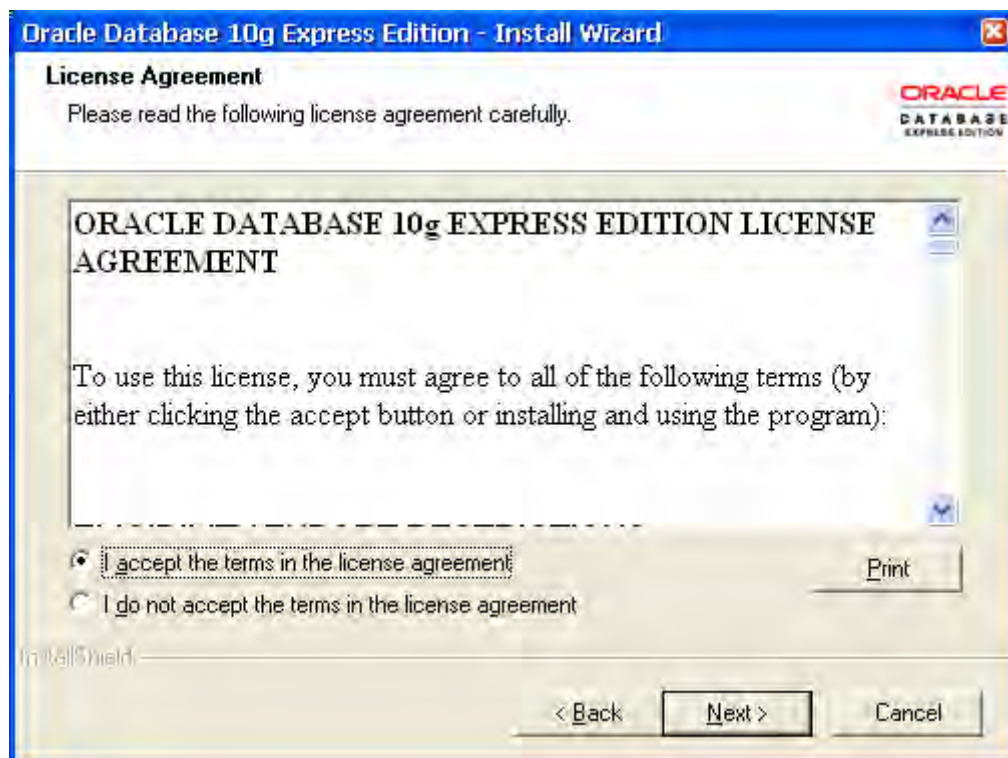 Oracle Database 10g Express Edition - Install Wizard
License Agreement
Please read the following license agreement carefully.
ORACLE
DATABASE
EXPRESS EDITION
ORACLE DATABASE 10g EXPRESS EDITION LICENSE
AGREEMENT
To use this license, you must agree to all of the following terms (by
either clicking the accept button or installing and using the program):
I accept the terms in the license agreement
Print
I do not accept the terms in the license agreement
InstallShield
< Back
Next >
Cancel